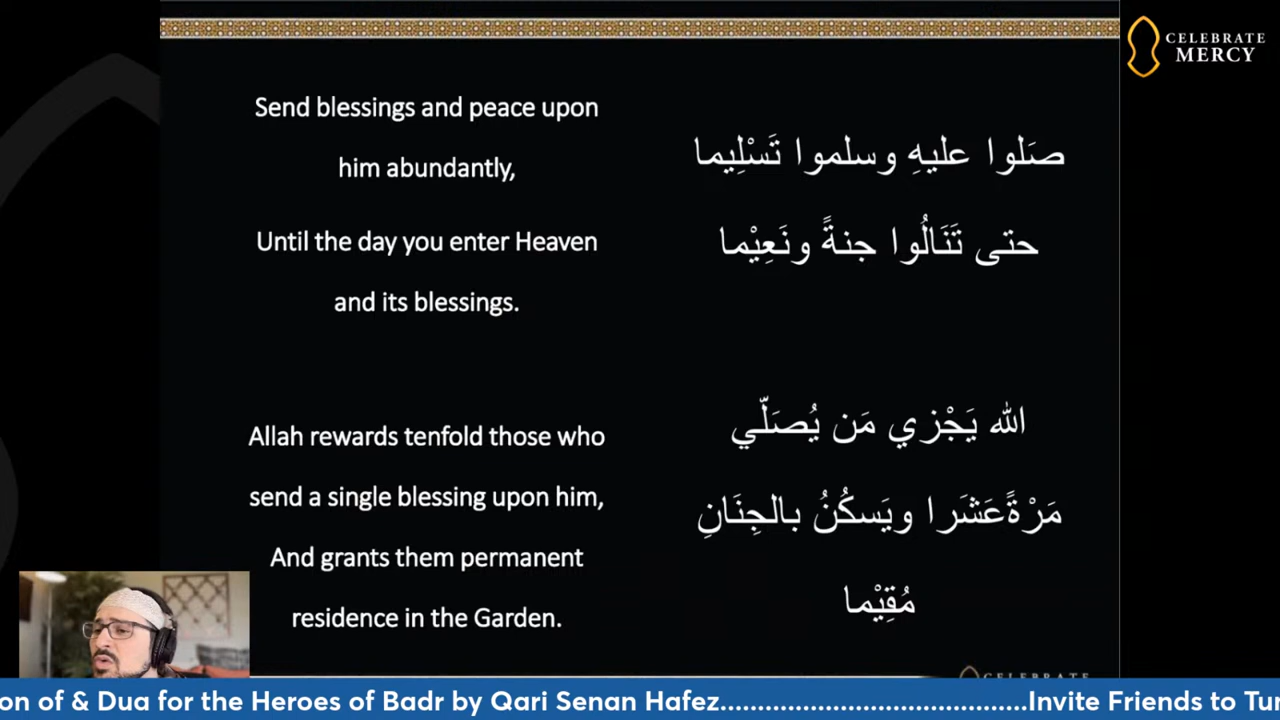 CELEBRATE
MERCY
Send blessings and peace upon
him abundantly,
Until the day you enter Heaven
and its blessings.
صَلوا عليهِ وسلموا تَسْلِيما
حتى تَنَالُوا جنةً ونَعِيْما
Allah rewards tenfold those who
send a single blessing upon him,
And grants them permanent
residence in the Garden.
الله يَجْزي مَن يُصَلّي
مَرْةًعَشَرا ويَسكُنُ بالجِنَانِ
مُقِيْما
CELEBRATE
on of & Dua for the Heroes of Badr by Qari Senan Hafez.......................................Invite Friends to Tu